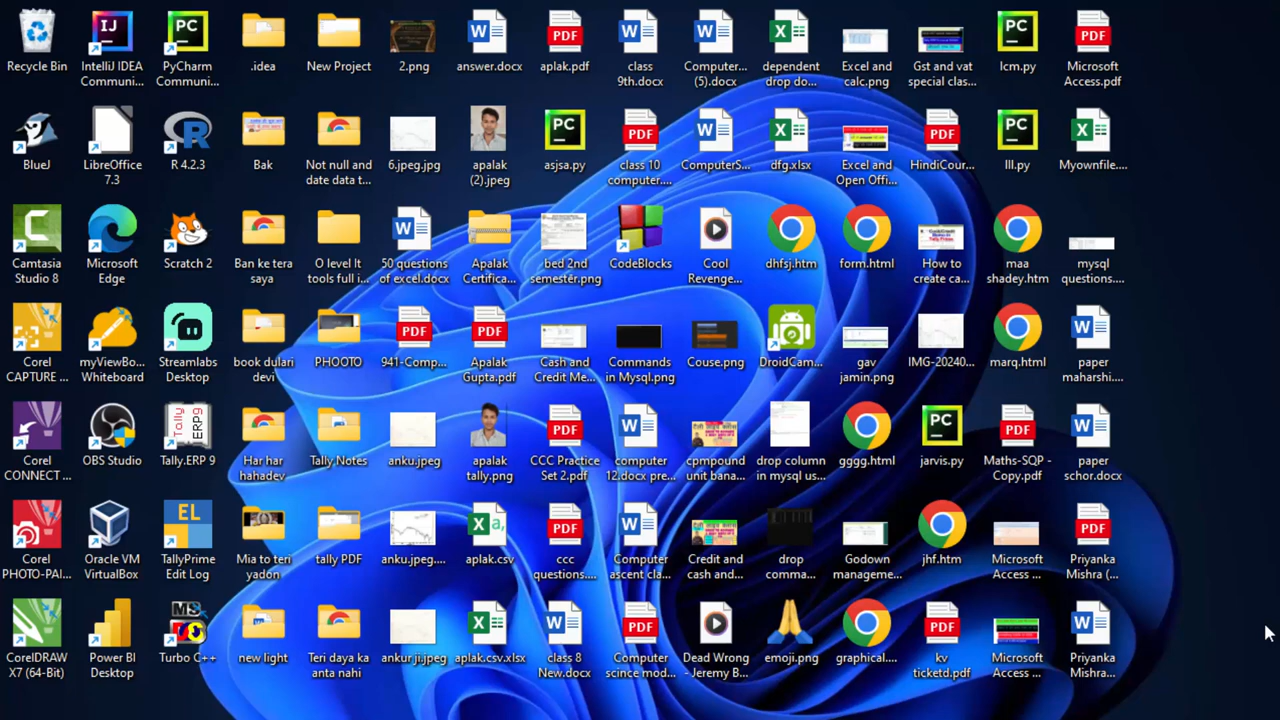 Recycle Bin
IntelliJ IDEA
Communi...
PyCharm
Communi...
idea
New Project
2.png
answer.docx
aplak.pdf
class
9th.docx
Computer...
(5).docx
dependent
drop do...
Excel and
calc.png
Gst and vat
special clas...
lcm.py
Microsoft
Access.pdf
BlueJ
LibreOffice
7.3
R 4.2.3
Bak
Not null and
date data t...
6.jpeg.jpg
apalak
(2).jpeg
asjsa.py
class 10
computer....
ComputerS...
dfg.xlsx
Excel and
Open Offi...
HindiCour...
lll.py
Myownfile....
Camtasia
Studio 8
Microsoft
Edge
Scratch 2
Ban ke tera
saya
O level It
tools full i...
50 questions
of excel.docx
Apalak
Certifica...
bed 2nd
semester.png
CodeBlocks
Cool
Revenge...
dhfsj.htm
form.html
How to
create ca...
maa
shadey.htm
mysql
questions....
Corel
CAPTURE ...
myViewBo...
Whiteboard
Streamlabs
Desktop
book dulari
devi
PHOOTO
941-Comp...
Apalak
Gupta.pdf
Cash and
Credit Me...
Commands
in Mysql.png
Couse.png
DroidCam...
gav
jamin.png
IMG-20240...
marq.html
paper
maharshi....
Corel
CONNECT ...
OBS Studio
Tally.ERP 9
Har har
hahadev
Tally Notes
anku.jpeg
apalak
tally.png
CCC Practice
Set 2.pdf
computer
12.docx pre...
cpmpound
unit bana...
drop column
in mysql us...
gggg.html
jarvis.py
Maths-SQP -
Copy.pdf
paper
schor.docx
Corel
PHOTO-PAI...
Oracle VM
VirtualBox
TallyPrime
Edit Log
Mia to teri
yadon
tally PDF
anku.jpeg....
aplak.csv
ccc
questions....
Computer
ascent cla...
Credit and
cash and...
drop
comma...
Godown
manageme...
jhf.htm
Microsoft
Access ...
Priyanka
Mishra (...
CorelDRAW
X7 (64-Bit)
Power BI
Desktop
Turbo C++
new light
Teri daya ka
anta nahi
ankur ji.jpeg
aplak.csv.xlsx
class 8
New.docx
Computer
scince mod...
Dead Wrong
- Jeremy B...
emoji.png
graphical....
kv
ticketd.pdf
Microsoft
Access ...
Priyanka
Mishra...